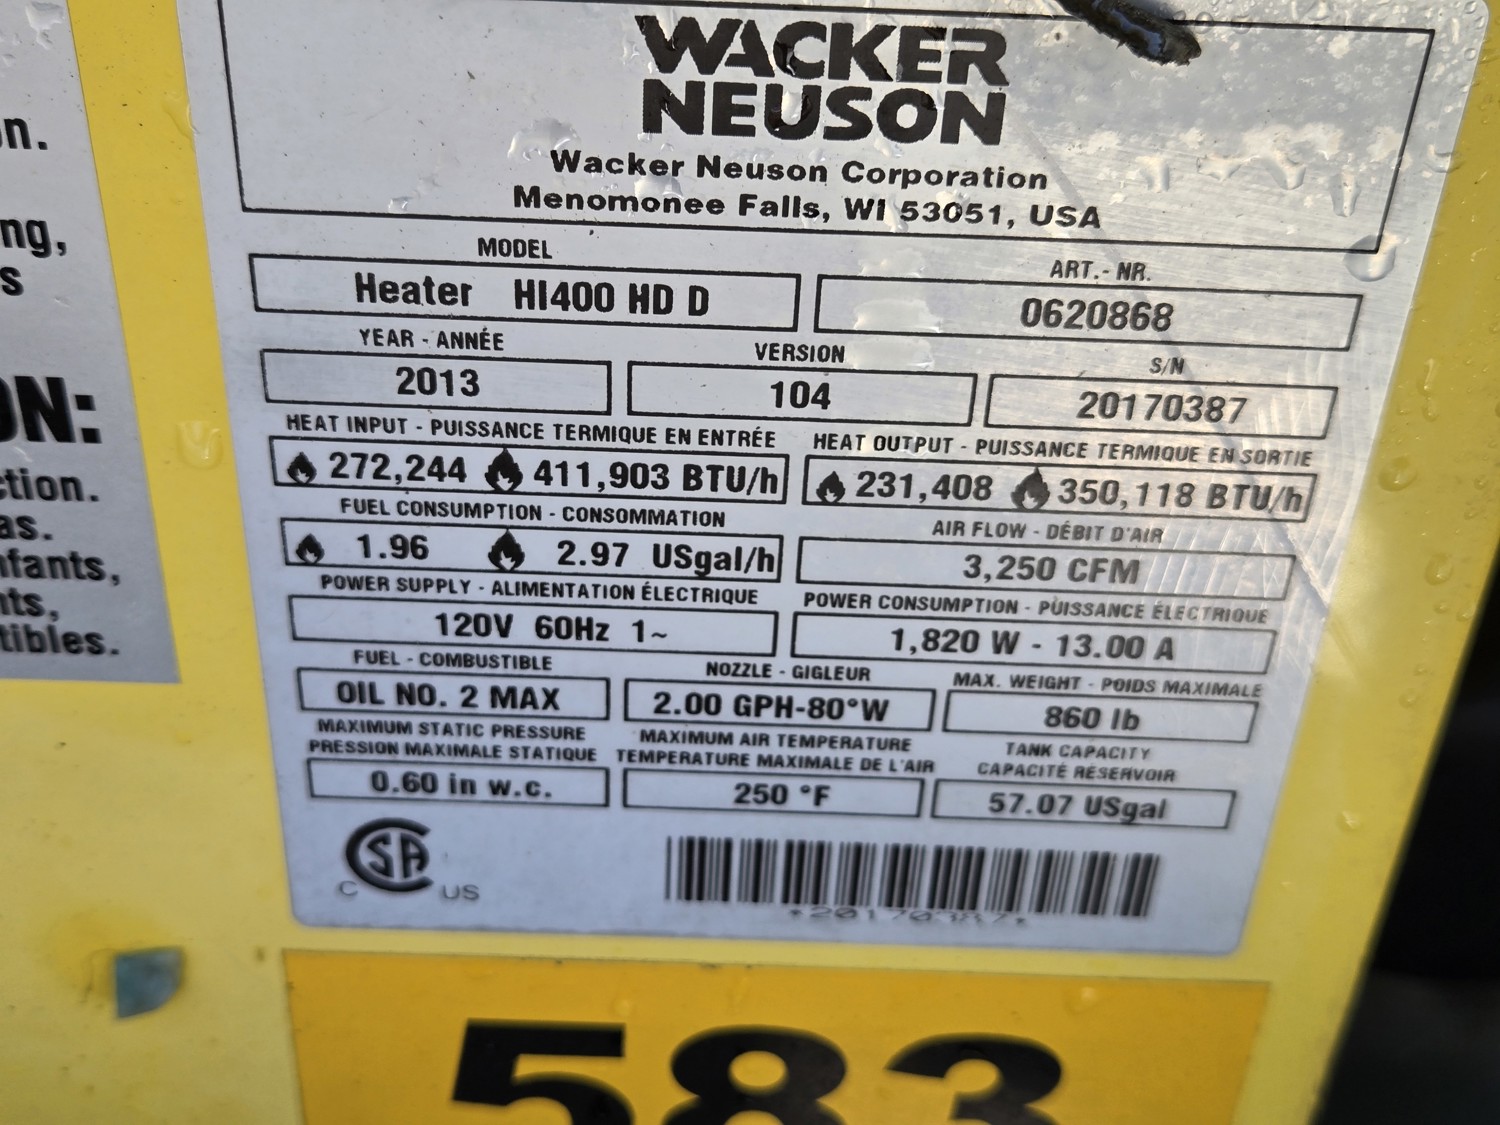 WACKER
NEUSON
Wacker Neuson Corporation
Menomonee Falls, WI 53051, USA
MODEL
Heater HI400 HD D
ART.- NR.
0620868
YEAR - ANNÉE
2013
VERSION
104
S/N
20170387
HEAT INPUT - PUISSANCE TERMIQUE EN ENTRÉE
272,244 411,903 BTU/h
HEAT OUTPUT - PUISSANCE TERMIQUE EN SORTIE
231,408 350,118 BTU/h
FUEL CONSUMPTION - CONSOMMATION
1.96 2.97 USgal/h
AIR FLOW - DÉBIT D'AIR
3,250 CFM
POWER SUPPLY - ALIMENTATION ÉLECTRIQUE
120V 60Hz 1~
POWER CONSUMPTION - PUISSANCE ÉLECTRIQUE
1,820 W - 13.00 A
FUEL - COMBUSTIBLE
OIL NO. 2 MAX
NOZZLE - GIGLEUR
2.00 GPH-80°W
MAX. WEIGHT - POIDS MAXIMALE
860 lb
MAXIMUM STATIC PRESSURE
PRESSION MAXIMALE STATIQUE
0.60 in w.c.
MAXIMUM AIR TEMPERATURE
TEMPERATURE MAXIMALE DE L'AIR
250 °F
TANK CAPACITY
CAPACITÉ RÉSERVOIR
57.07 USgal
CSA
C US
*20170387*
583
n.
ng,
s
ON:
ction.
as.
nfants,
nts,
tibles.